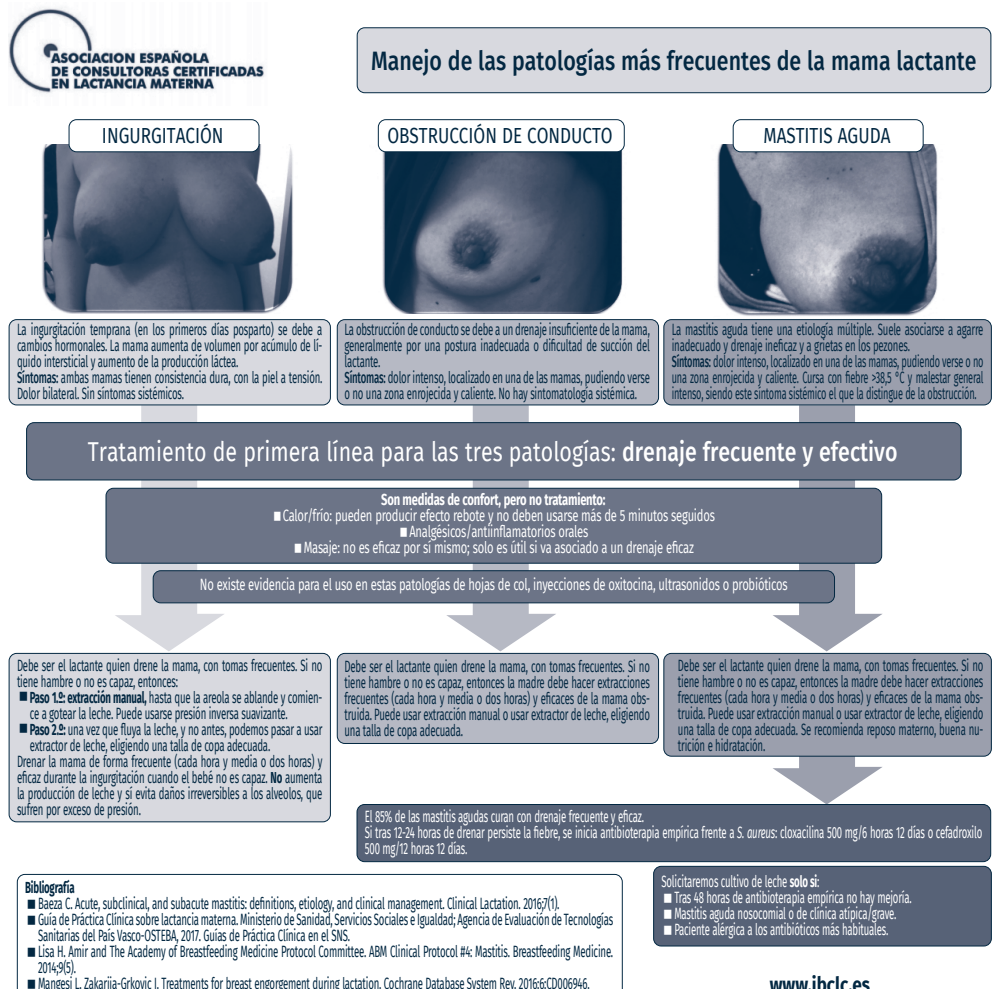 ASOCIACION ESPAÑOLA
DE CONSULTORAS CERTIFICADAS
EN LACTANCIA MATERNA
Manejo de las patologías más frecuentes de la mama lactante
INGURGITACIÓN
OBSTRUCCIÓN DE CONDUCTO
MASTITIS AGUDA
La ingurgitación temprana (en los primeros días posparto) se debe a
cambios hormonales. La mama aumenta de volumen por acúmulo de lí-
quido intersticial y aumento de la producción láctea.
Síntomas: ambas mamas tienen consistencia dura, con la piel a tensión.
Dolor bilateral. Sin síntomas sistémicos.
La obstrucción de conducto se debe a un drenaje insuficiente de la mama,
generalmente por una postura inadecuada o dificultad de succión del
lactante.
Síntomas: dolor intenso, localizado en una de las mamas, pudiendo verse
o no una zona enrojecida y caliente. No hay sintomatología sistémica.
La mastitis aguda tiene una etiología múltiple. Suele asociarse a agarre
inadecuado y drenaje ineficaz y a grietas en los pezones.
Síntomas: dolor intenso, localizado en una de las mamas, pudiendo verse o no
una zona enrojecida y caliente. Cursa con fiebre >38,5 ºC y malestar general
intenso, siendo este síntoma sistémico el que la distingue de la obstrucción.
Tratamiento de primera línea para las tres patologías: drenaje frecuente y efectivo
Son medidas de confort, pero no tratamiento:
■ Calor/frío: pueden producir efecto rebote y no deben usarse más de 5 minutos seguidos
■ Analgésicos/antiinflamatorios orales
■ Masaje: no es eficaz por sí mismo; solo es útil si va asociado a un drenaje eficaz
No existe evidencia para el uso en estas patologías de hojas de col, inyecciones de oxitocina, ultrasonidos o probióticos
Debe ser el lactante quien drene la mama, con tomas frecuentes. Si no
tiene hambre o no es capaz, entonces:
■ Paso 1.º: extracción manual, hasta que la areola se ablande y comien-
ce a gotear la leche. Puede usarse presión inversa suavizante.
■ Paso 2.º: una vez que fluya la leche, y no antes, podemos pasar a usar
extractor de leche, eligiendo una talla de copa adecuada.
Drenar la mama de forma frecuente (cada hora y media o dos horas) y
eficaz durante la ingurgitación cuando el bebé no es capaz. No aumenta
la producción de leche y sí evita daños irreversibles a los alveolos, que
sufren por exceso de presión.
Debe ser el lactante quien drene la mama, con tomas frecuentes. Si no
tiene hambre o no es capaz, entonces la madre debe hacer extracciones
frecuentes (cada hora y media o dos horas) y eficaces de la mama obs-
truida. Puede usar extracción manual o usar extractor de leche, eligiendo
una talla de copa adecuada.
Debe ser el lactante quien drene la mama, con tomas frecuentes. Si no
tiene hambre o no es capaz, entonces la madre debe hacer extracciones
frecuentes (cada hora y media o dos horas) y eficaces de la mama obs-
truida. Puede usar extracción manual o usar extractor de leche, eligiendo
una talla de copa adecuada. Se recomienda reposo materno, buena nu-
trición e hidratación.
El 85% de las mastitis agudas curan con drenaje frecuente y eficaz.
Si tras 12-24 horas de drenar persiste la fiebre, se inicia antibioterapia empírica frente a S. aureus: cloxacilina 500 mg/6 horas 12 días o cefadroxilo
500 mg/12 horas 12 días.
Solicitaremos cultivo de leche solo si:
■ Tras 48 horas de antibioterapia empírica no hay mejoría.
■ Mastitis aguda nosocomial o de clínica atípica/grave.
■ Paciente alérgica a los antibióticos más habituales.
Bibliografía
■ Baeza C. Acute, subclinical, and subacute mastitis: definitions, etiology, and clinical management. Clinical Lactation. 2016;7(1).
■ Guía de Práctica Clínica sobre lactancia materna. Ministerio de Sanidad, Servicios Sociales e Igualdad; Agencia de Evaluación de Tecnologías
Sanitarias del País Vasco-OSTEBA, 2017. Guías de Práctica Clínica en el SNS.
■ Lisa H. Amir and The Academy of Breastfeeding Medicine Protocol Committee. ABM Clinical Protocol #4: Mastitis. Breastfeeding Medicine.
2014;9(5).
■ Mangesi L, Zakarija-Grkovic I. Treatments for breast engorgement during lactation. Cochrane Database System Rev. 2016;6:CD006946.
www.ibclc.es